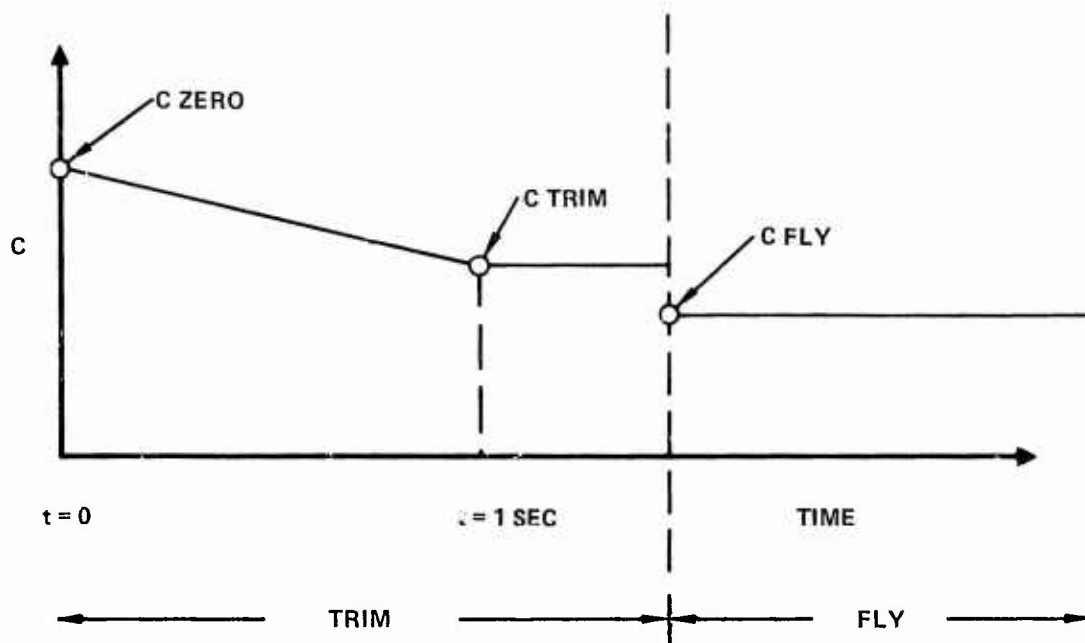 C ZERO
C TRIM
C FLY
C
t = 0
= 1 SEC
TIME
TRIM
FLY